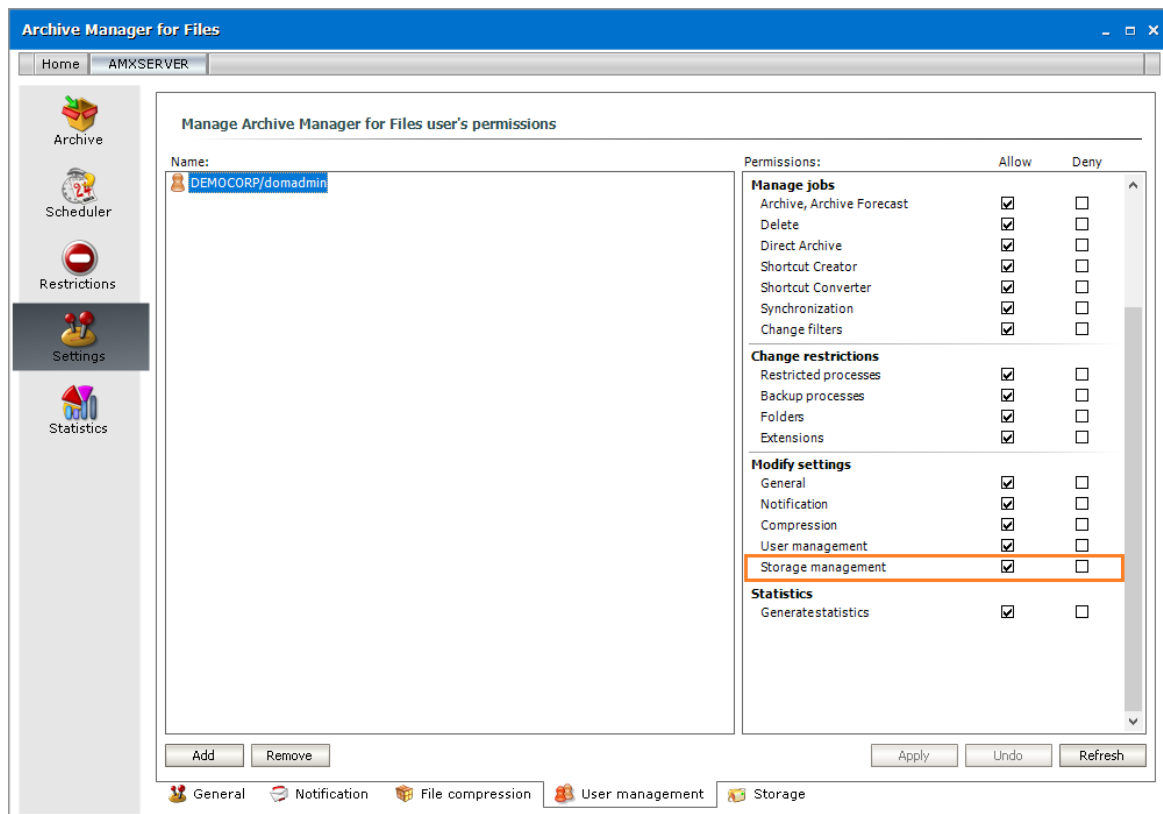 Archive Manager for Files
Home AMXSERVER
Archive
Scheduler
Restrictions
Settings
Statistics
Manage Archive Manager for Files user's permissions
Name:
DEMOCORP/domadmin
Permissions: Allow Deny
Manage jobs
Archive, Archive Forecast
Delete
Direct Archive
Shortcut Creator
Shortcut Converter
Synchronization
Change filters
Change restrictions
Restricted processes
Backup processes
Folders
Extensions
Modify settings
General
Notification
Compression
User management
Storage management
Statistics
Generatestatistics
Add Remove Apply Undo Refresh
General Notification File compression User management Storage